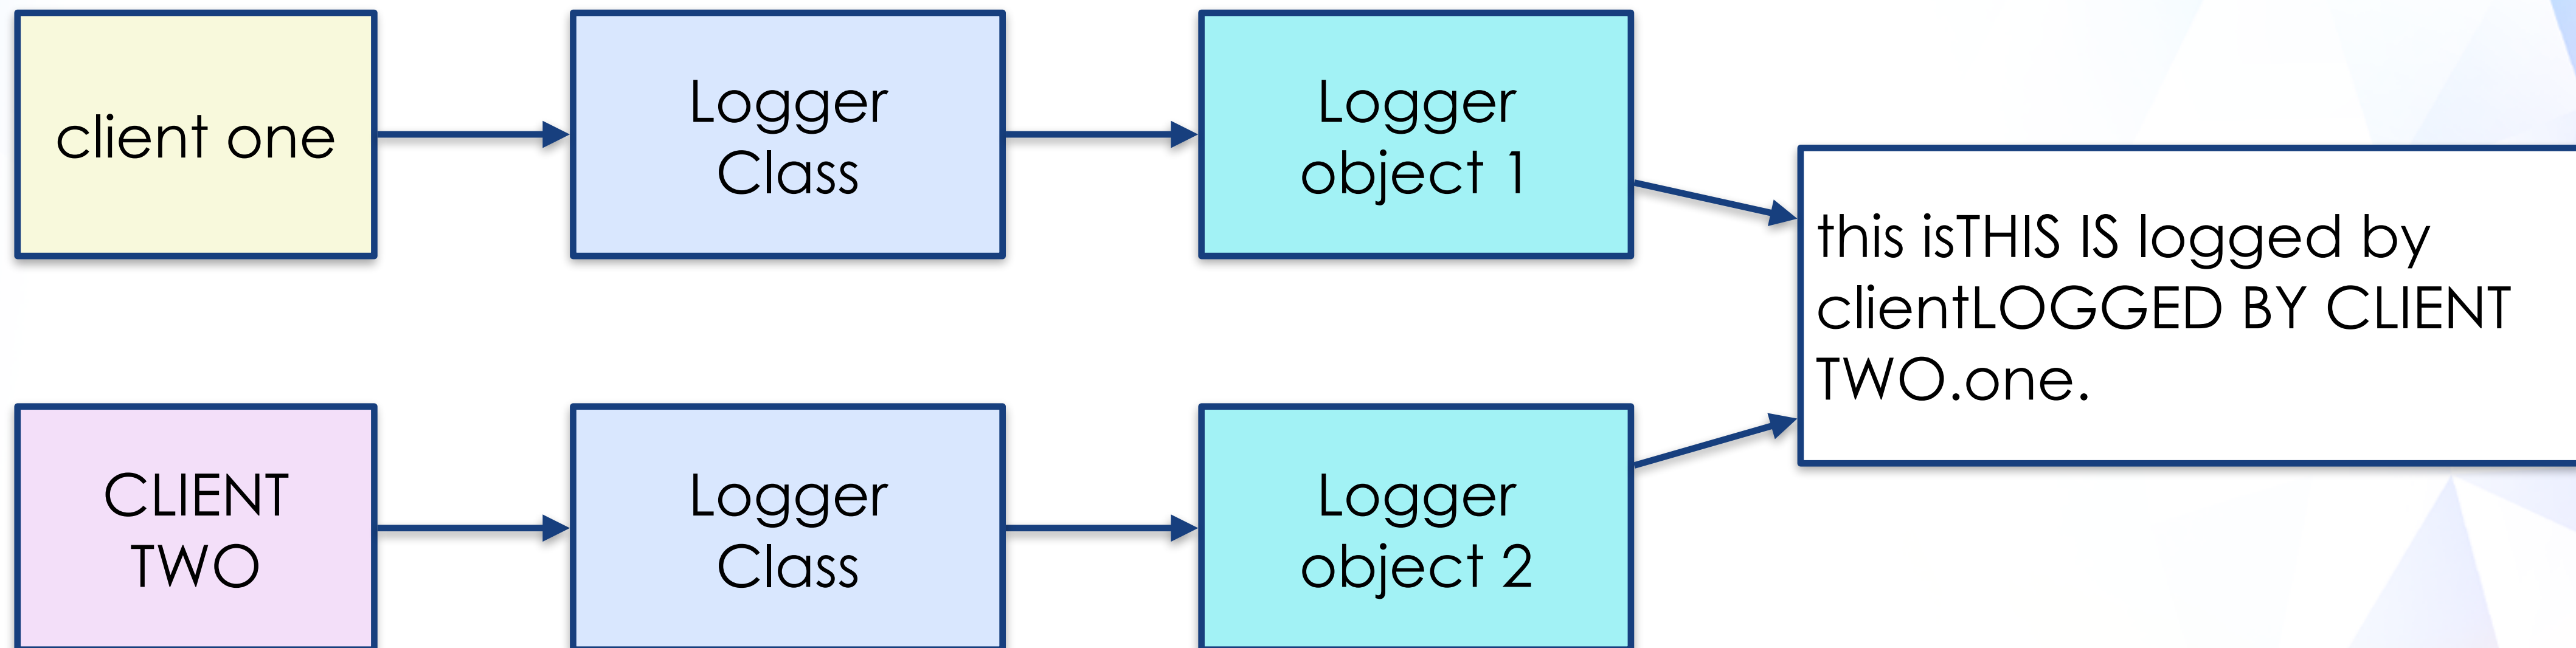 client one
Logger
Class
Logger
object 1
this isTHIS IS logged by
clientLOGGED BY CLIENT
TWO.one.
CLIENT
TWO
Logger
Class
Logger
object 2